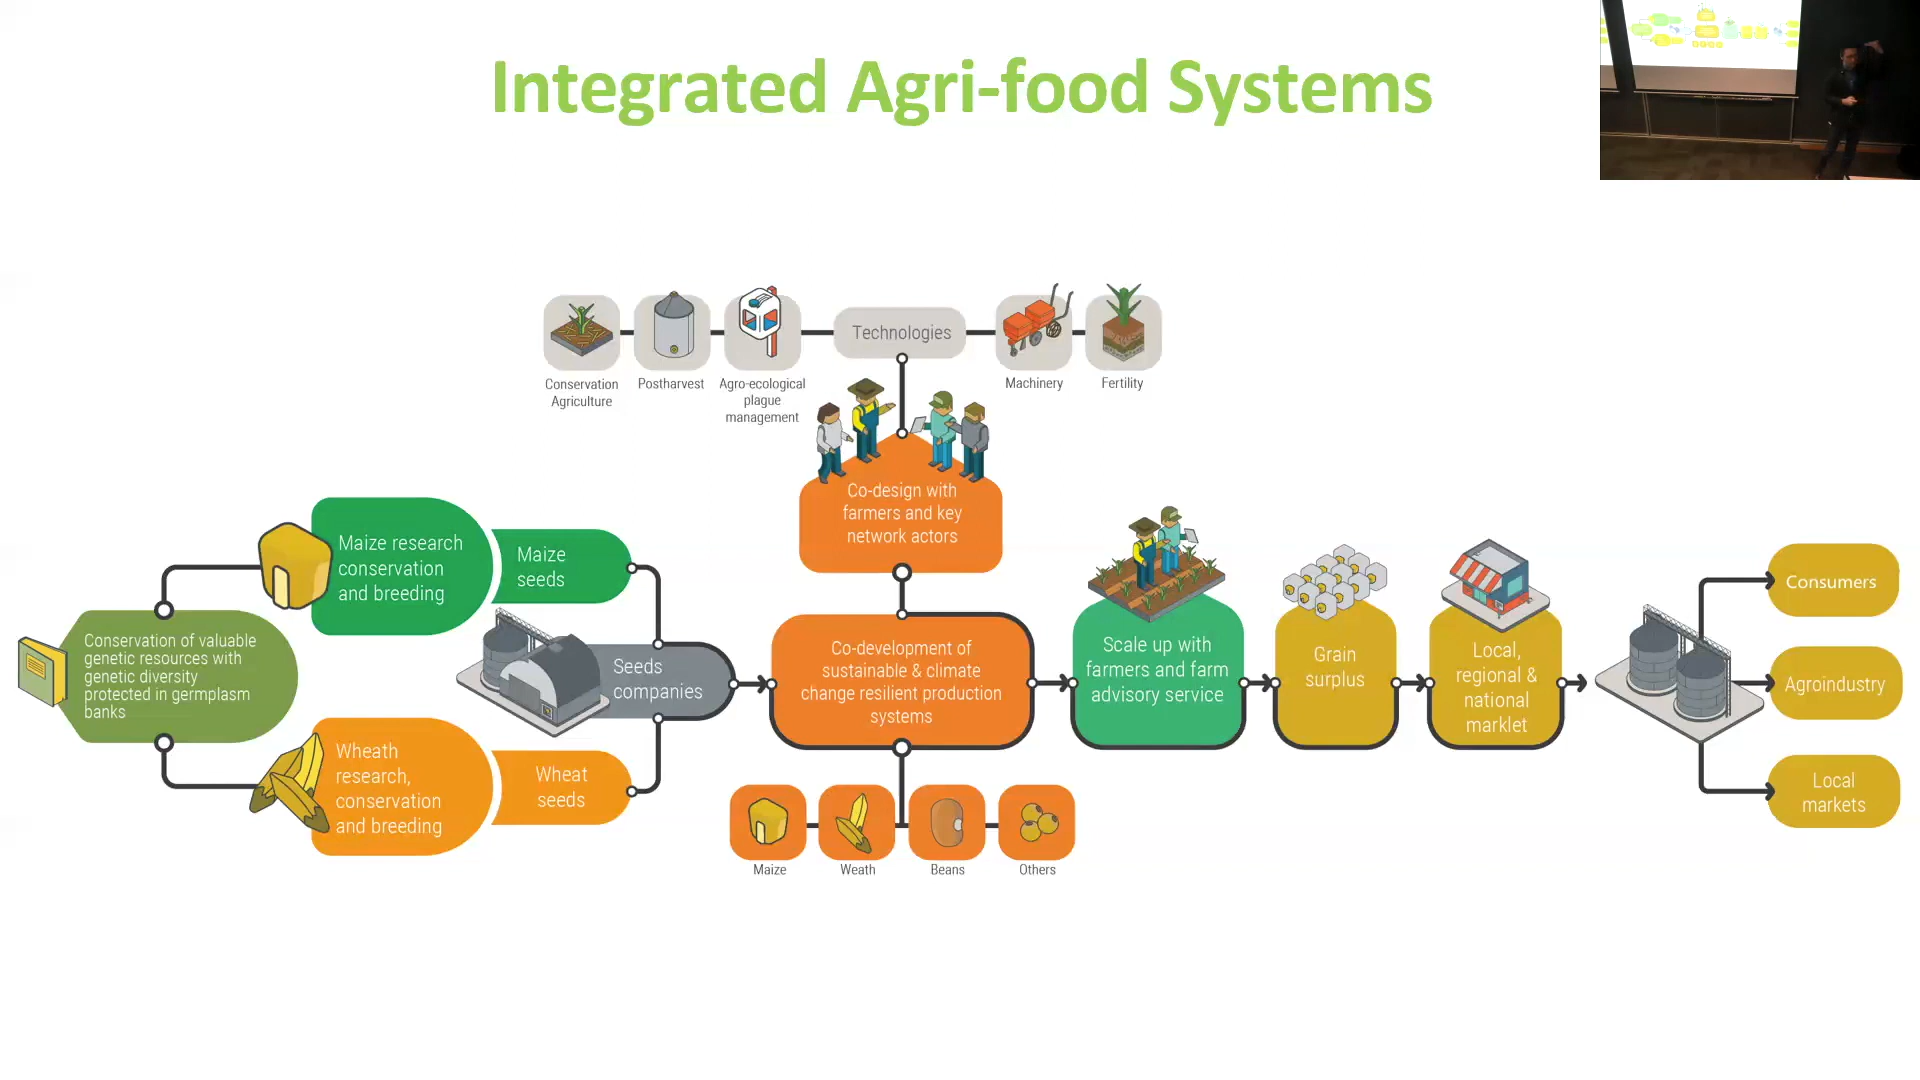 Integrated Agri-food Systems
Technologies
Conservation
Agriculture
Postharvest
Agro-ecological
plague
management
Machinery
Fertility
Co-design with
farmers and key
network actors
Maize research
conservation
and breeding
Maize
seeds
Conservation of valuable
genetic resources with
genetic diversity
protected in germplasm
banks
Seeds
companies
Wheath
research,
conservation
and breeding
Wheat
seeds
Co-development of
sustainable & climate
change resilient production
systems
Maize
Weath
Beans
Others
Scale up with
farmers and farm
advisory service
Grain
surplus
Local,
regional &
national
marklet
Consumers
Agroindustry
Local
markets